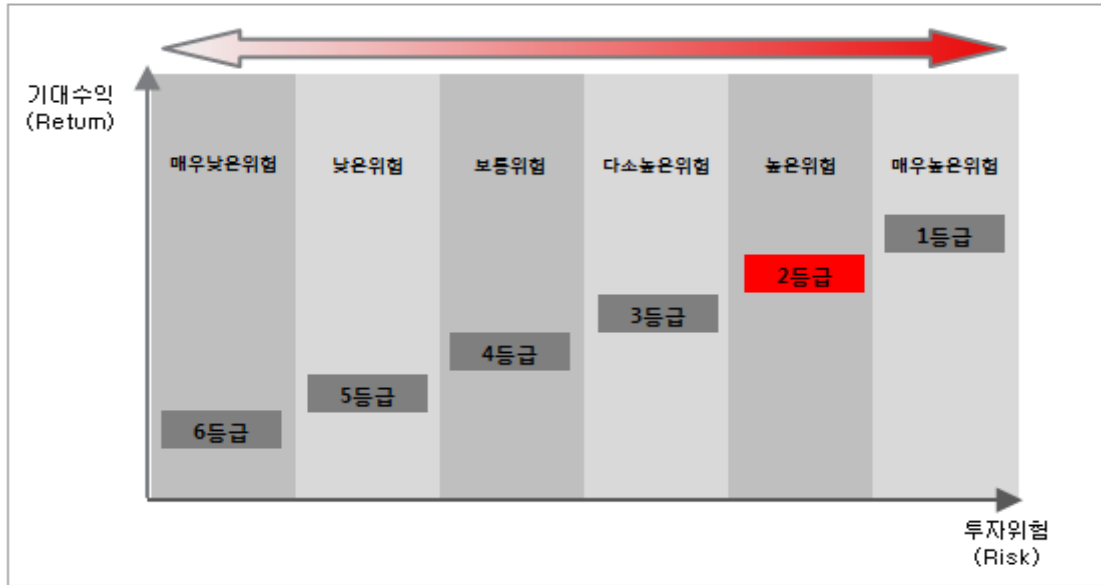 기대수익
(Return)
매우낮은위험
낮은위험
보통위험
다소높은위험
높은위험
매우높은위험
1등급
2등급
3등급
4등급
5등급
6등급
투자위험
(Risk)